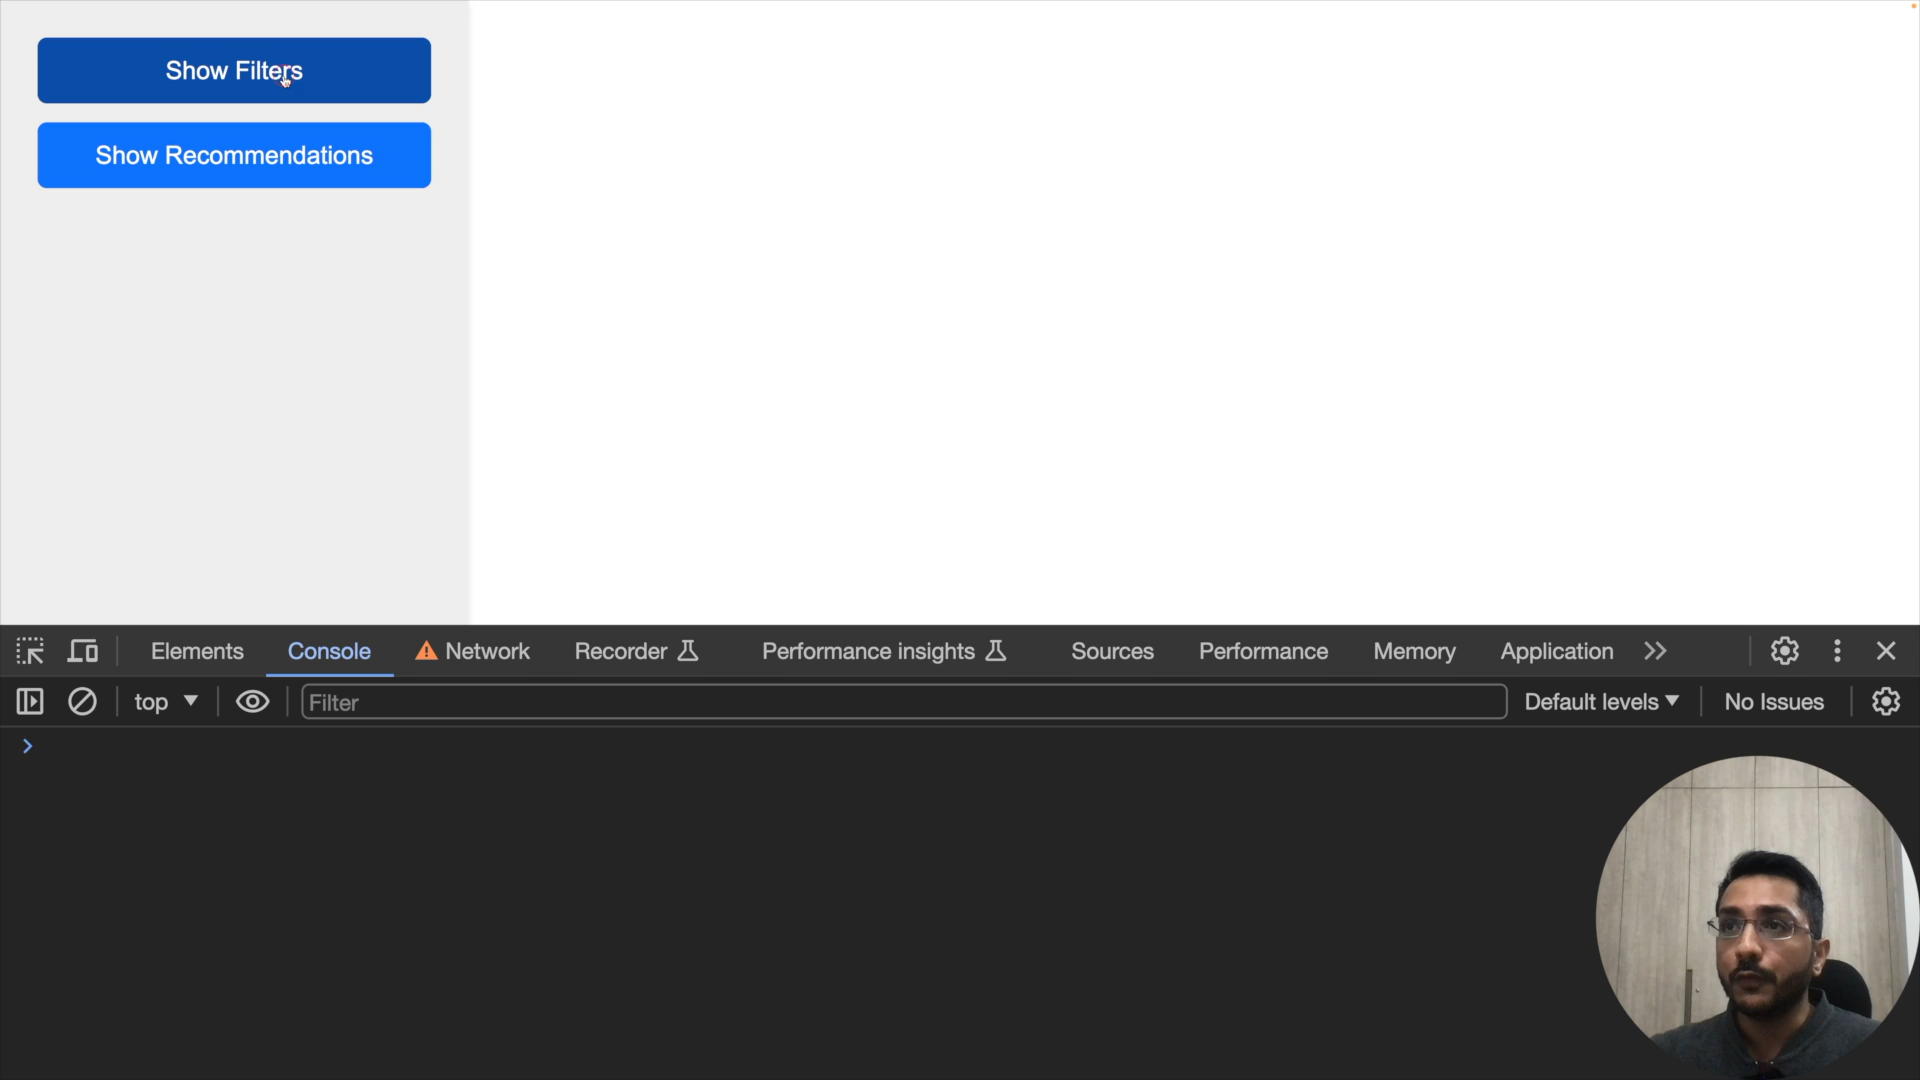 Show Filters
Show Recommendations
Elements Console Network Recorder Performance insights Sources Performance Memory Application
top Filter Default levels No Issues